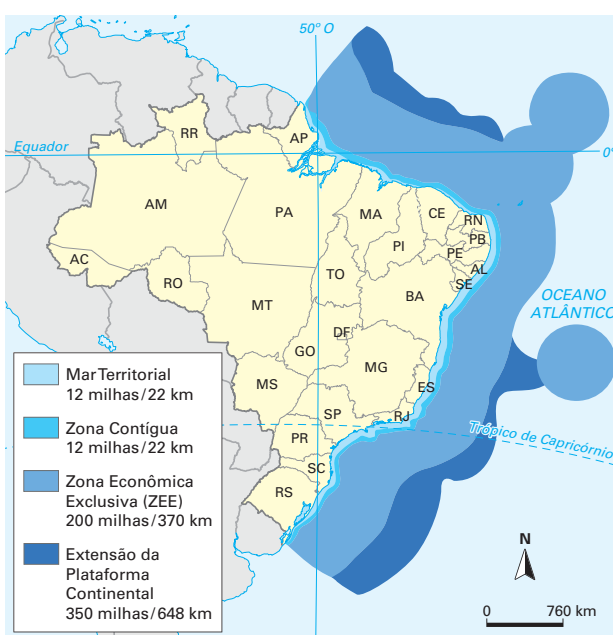 50º O
Equador
0º
RR
AP
AM
PA
MA
CE
RN
PB
PI
PE
AL
SE
AC
RO
TO
BA
MT
DF
GO
MG
MS
ES
SP
RJ
PR
SC
RS
OCEANO
ATLÂNTICO
Trópico de Capricórnio
Mar Territorial
12 milhas/22 km
Zona Contígua
12 milhas/22 km
Zona Econômica
Exclusiva (ZEE)
200 milhas/370 km
Extensão da
Plataforma
Continental
350 milhas/648 km
N
0 760 km